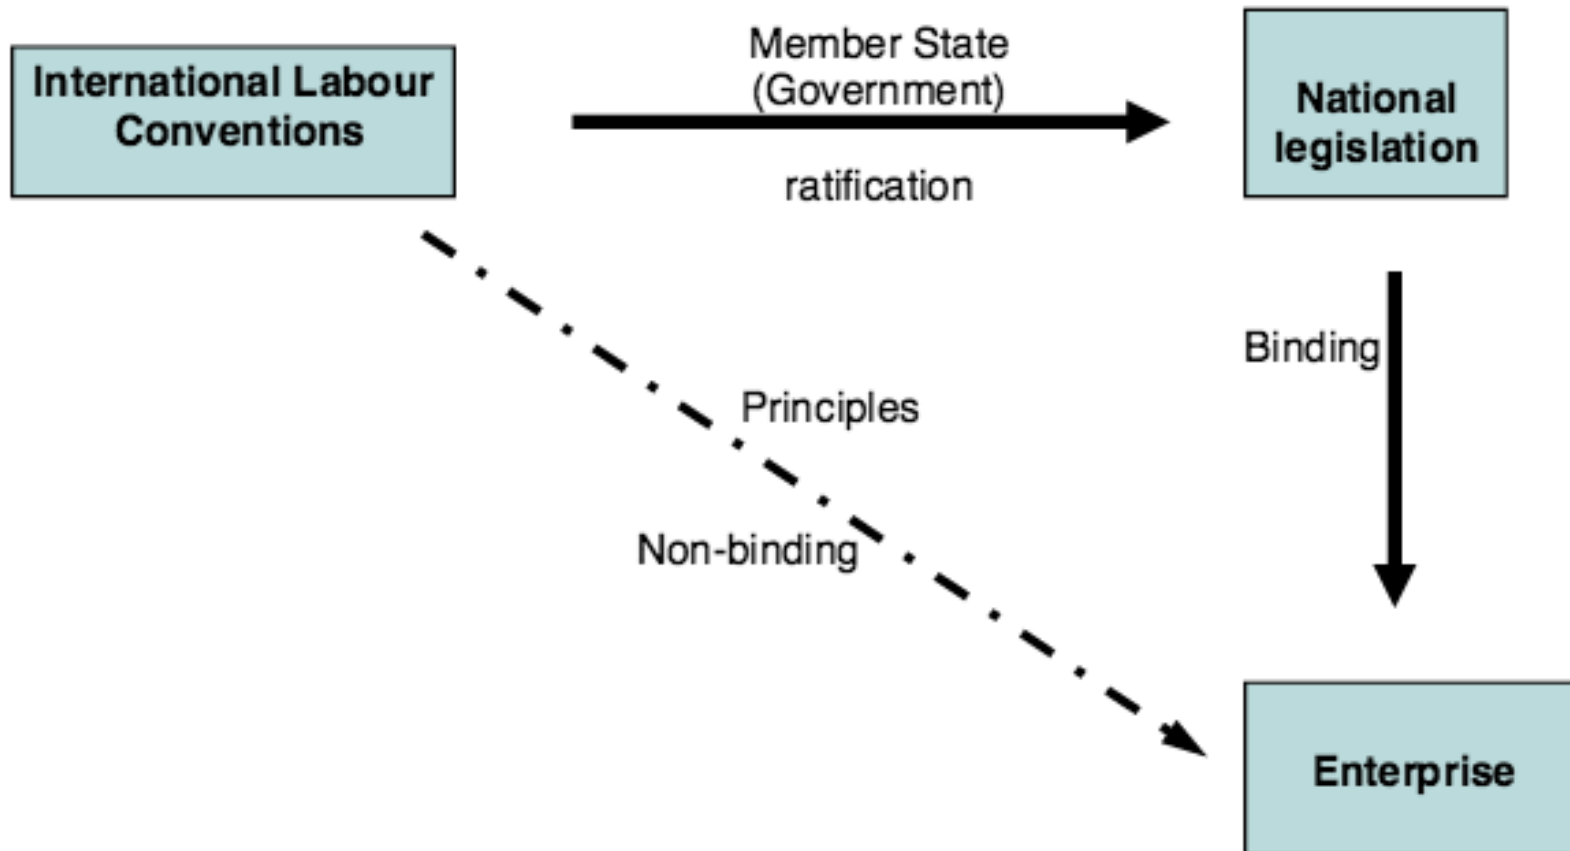 International Labour
Conventions
Member State
(Government)
ratification
National
legislation
Binding
Principles
Non-binding
Enterprise